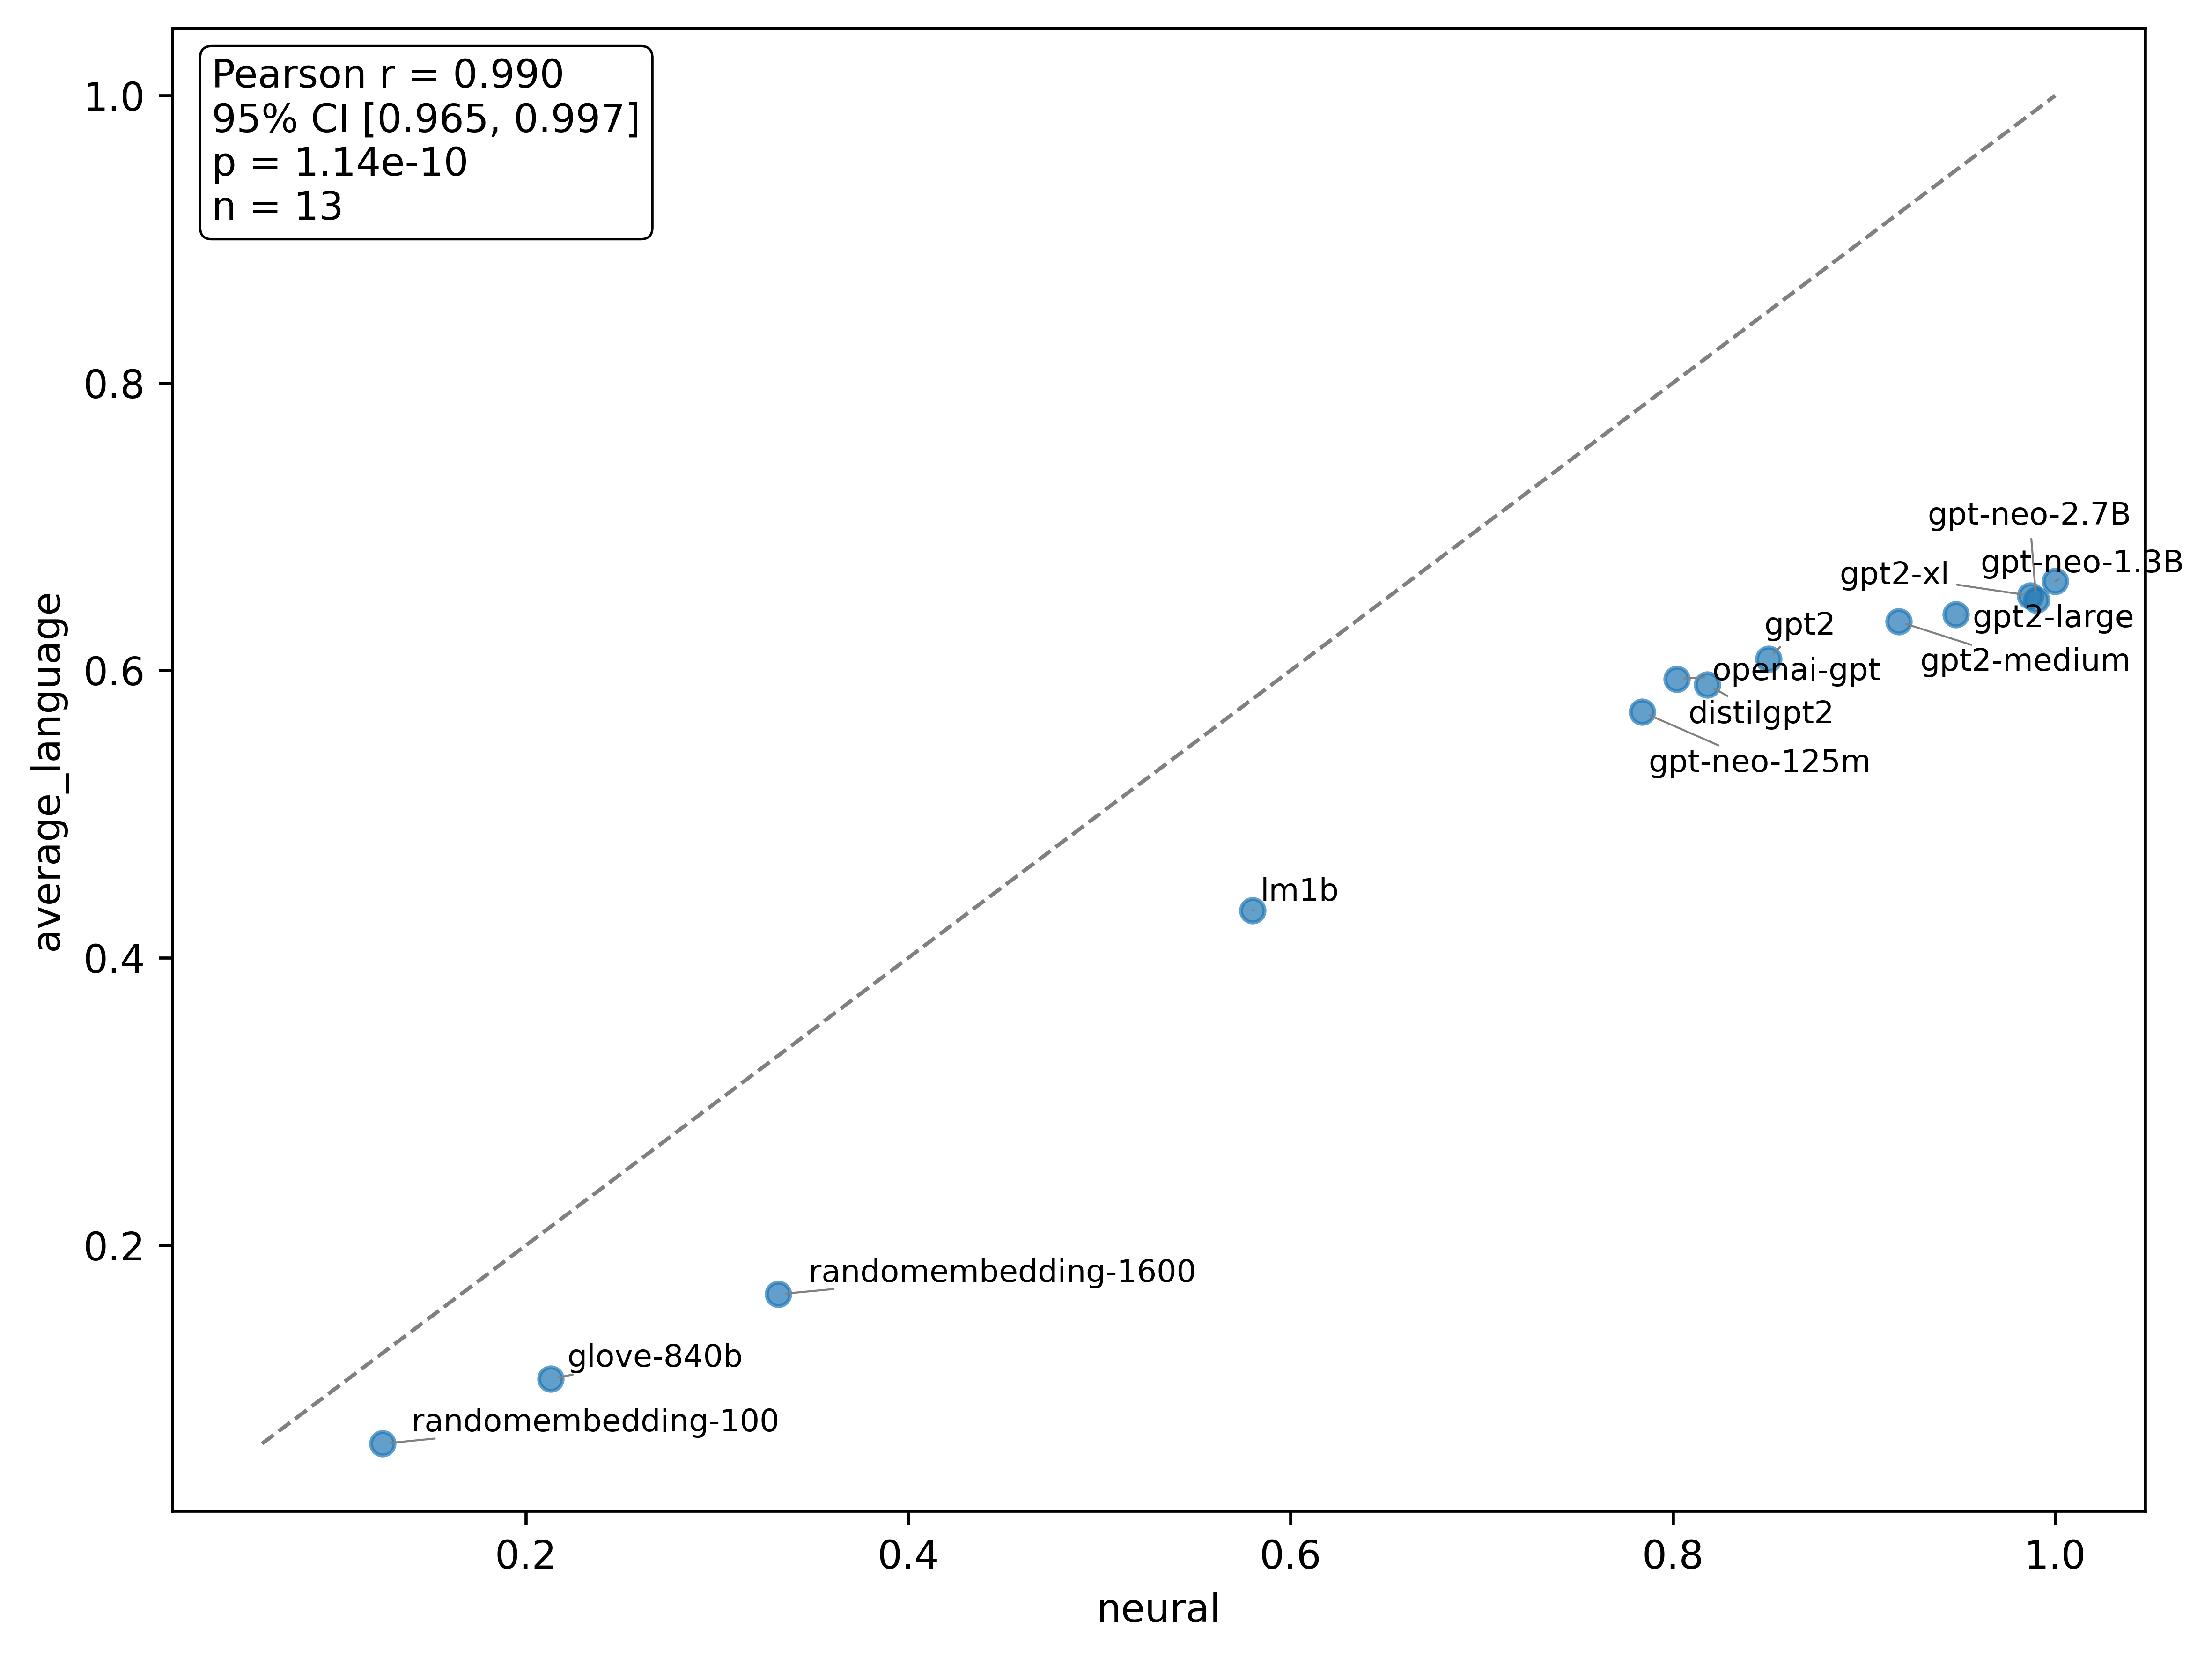 Pearson r = 0.990
95% CI [0.965, 0.997]
p = 1.14e-10
n = 13
1.0
0.8
0.6
0.4
0.2
average_language
gpt-neo-2.7B
gpt-neo-1.3B
gpt2-xl
gpt2-large
gpt2
gpt2-medium
openai-gpt
distilgpt2
gpt-neo-125m
lm1b
randomembedding-1600
glove-840b
randomembedding-100
0.2
0.4
0.6
0.8
1.0
neural